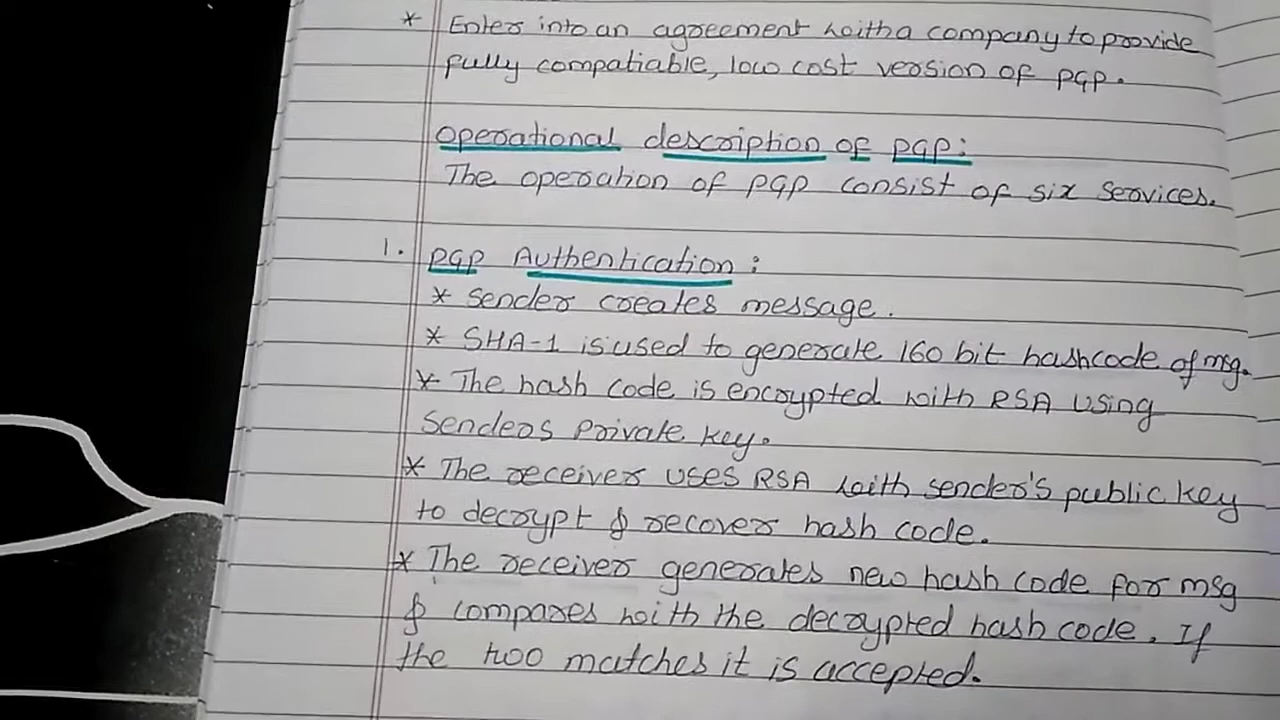 * Enter into an agreement with a company to provide
fully compatiable, low cost version of PGP.
Operational description of PGP:
The operation of PGP consist of six services.
1. PGP Authentication:
* Sender creates message.
* SHA-1 is used to generate 160 bit hashcode of msg.
* The hash code is encrypted with RSA using
senders private key.
* The receiver uses RSA with sender's public key
to decrypt & recover hash code.
* The receiver generates new hash code for msg
& compares with the decrypted hash code. If
the two matches it is accepted.